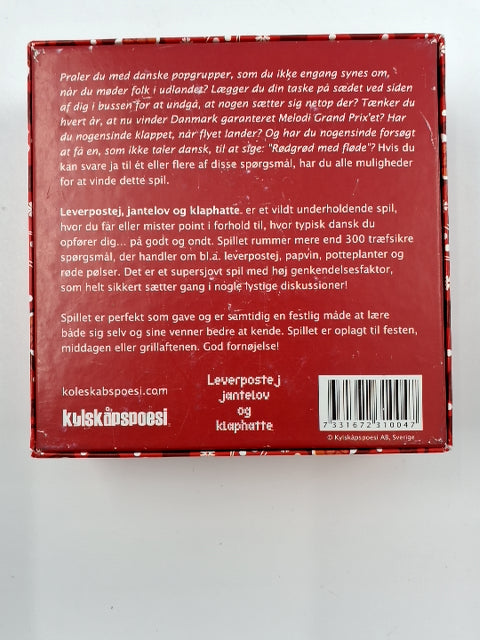 Praler du med danske popgrupper, som du ikke engang synes om,
når du møder folk i udlandet? Lægger du din taske på sædet ved siden
af dig i bussen for at undgå, at nogen sætter sig netop der? Tænker du
hvert år, at nu vinder Danmark garanteret Melodi Grand Prix'et? Har
du nogensinde klappet, når flyet lander? Og har du nogensinde forsøgt
at få en, som ikke taler dansk, til at sige: "Rødgrød med fløde"? Hvis du
kan svare ja til ét eller flere af disse spørgsmål, har du alle muligheder
for at vinde dette spil.
Leverpostej, jantelov og klaphatte. er et vildt underholdende spil,
hvor du får eller mister point i forhold til, hvor typisk dansk du
opfører dig... på godt og ondt. Spillet rummer mere end 300 træfsikre
spørgsmål, der handler om bl.a. leverpostej, papvin, potteplanter og
røde pølser. Det er et supersjovt spil med høj genkendelsesfaktor,
som helt sikkert sætter gang i nogle lystige diskussioner!
Spillet er perfekt som gave og er samtidig en festlig måde at lære
både sig selv og sine venner bedre at kende. Spillet er oplagt til festen,
middagen eller grillaftenen. God fornøjelse!
koleskabspoesi.com
kylskåpspoesi
Leverpostej
jantelov
og
klaphatte
7 331672 310047
© Kylskåpspoesi AB, Sverige